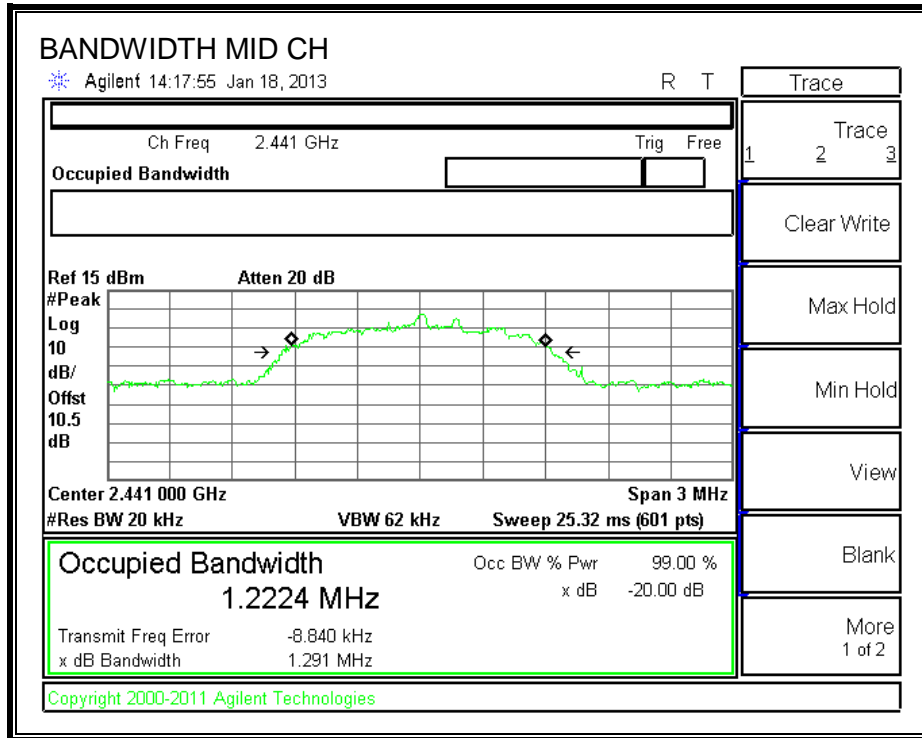 BANDWIDTH MID CH
Agilent 14:17:55 Jan 18, 2013 R T
Trace
Ch Freq 2.441 GHz Trig Free
Occupied Bandwidth
Trace
1 2 3
Clear Write
Max Hold
Min Hold
View
Blank
More
1 of 2
Ref 15 dBm Atten 20 dB
#Peak
Log
10
dB/
Offst
10.5
dB
Center 2.441 000 GHz Span 3 MHz
#Res BW 20 kHz VBW 62 kHz Sweep 25.32 ms (601 pts)
Occupied Bandwidth Occ BW % Pwr 99.00 %
1.2224 MHz x dB -20.00 dB
Transmit Freq Error -8.840 kHz
x dB Bandwidth 1.291 MHz
Copyright 2000-2011 Agilent Technologies